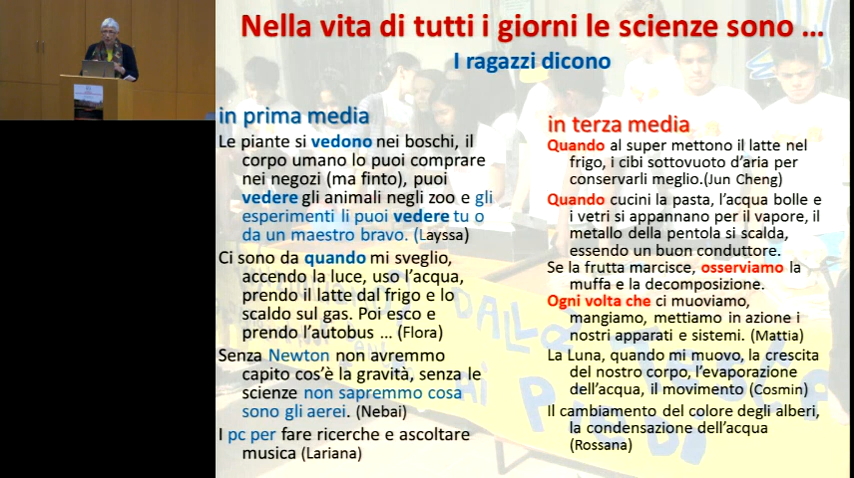 Nella vita di tutti i giorni le scienze sono ...
I ragazzi dicono
in prima media
Le piante si vedono nei boschi, il
corpo umano lo puoi comprare
nei negozi (ma finto), puoi
vedere gli animali negli zoo e gli
esperimenti li puoi vedere tu o
da un maestro bravo. (Layssa)
Ci sono da quando mi sveglio,
accendo la luce, uso l'acqua,
prendo il latte dal frigo e lo
scaldo sul gas. Poi esco e
prendo l'autobus ... (Flora)
Senza Newton non avremmo
capito cos'è la gravità, senza le
scienze non sapremmo cosa
sono gli aerei. (Nebai)
I pc per fare ricerche e ascoltare
musica (Lariana)
in terza media
Quando al super mettono il latte nel
frigo, i cibi sottovuoto d'aria per
conservarli meglio.(Jun Cheng)
Quando cucini la pasta, l'acqua bolle e
i vetri si appannano per il vapore, il
metallo della pentola si scalda,
essendo un buon conduttore.
Se la frutta marcisce, osserviamo la
muffa e la decomposizione.
Ogni volta che ci muoviamo,
mangiamo, mettiamo in azione i
nostri apparati e sistemi. (Mattia)
La Luna, quando mi muovo, la crescita
del nostro corpo, l'evaporazione
dell'acqua, il movimento (Cosmin)
Il cambiamento del colore degli alberi,
la condensazione dell'acqua
(Rossana)
DALLA TESTA
AI PIEDI